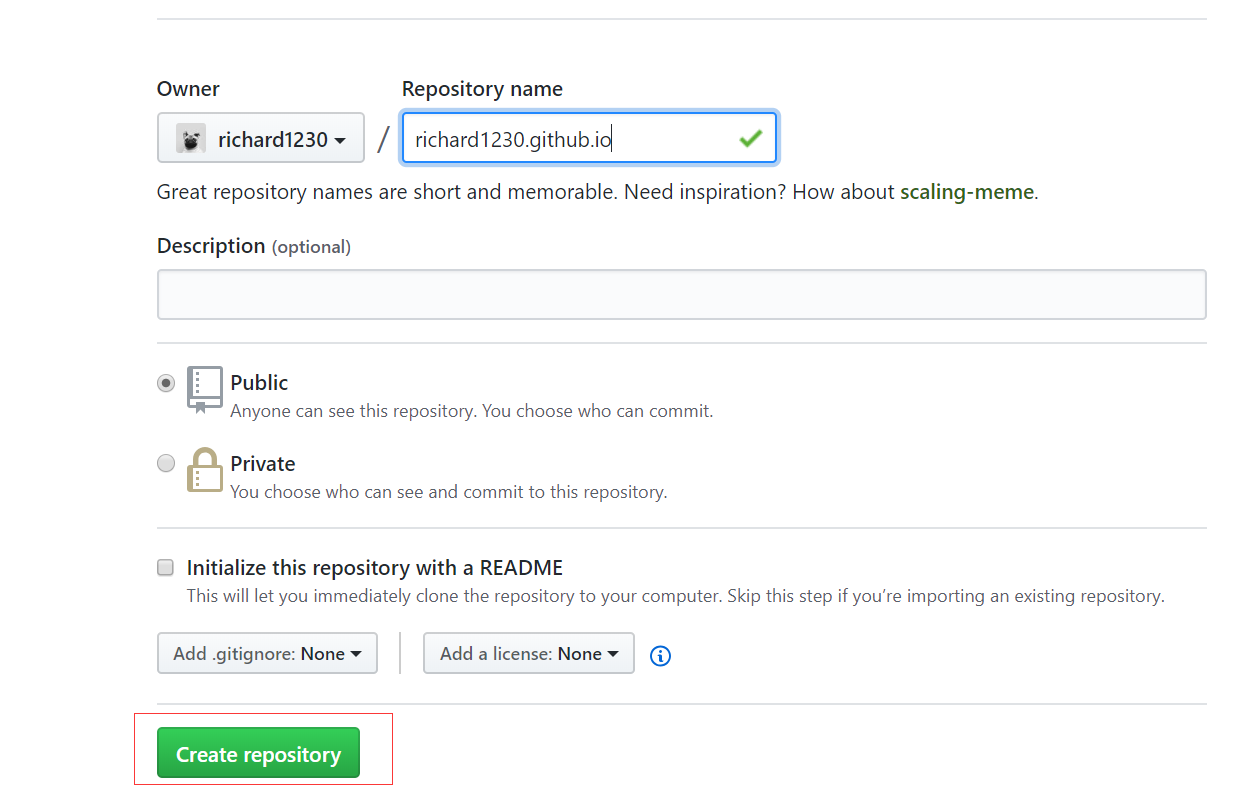 Owner
Repository name
richard1230
/
richard1230.github.io
Great repository names are short and memorable. Need inspiration? How about scaling-meme.
Description (optional)
Public
Anyone can see this repository. You choose who can commit.
Private
You choose who can see and commit to this repository.
Initialize this repository with a README
This will let you immediately clone the repository to your computer. Skip this step if you’re importing an existing repository.
Add .gitignore: None
Add a license: None
Create repository